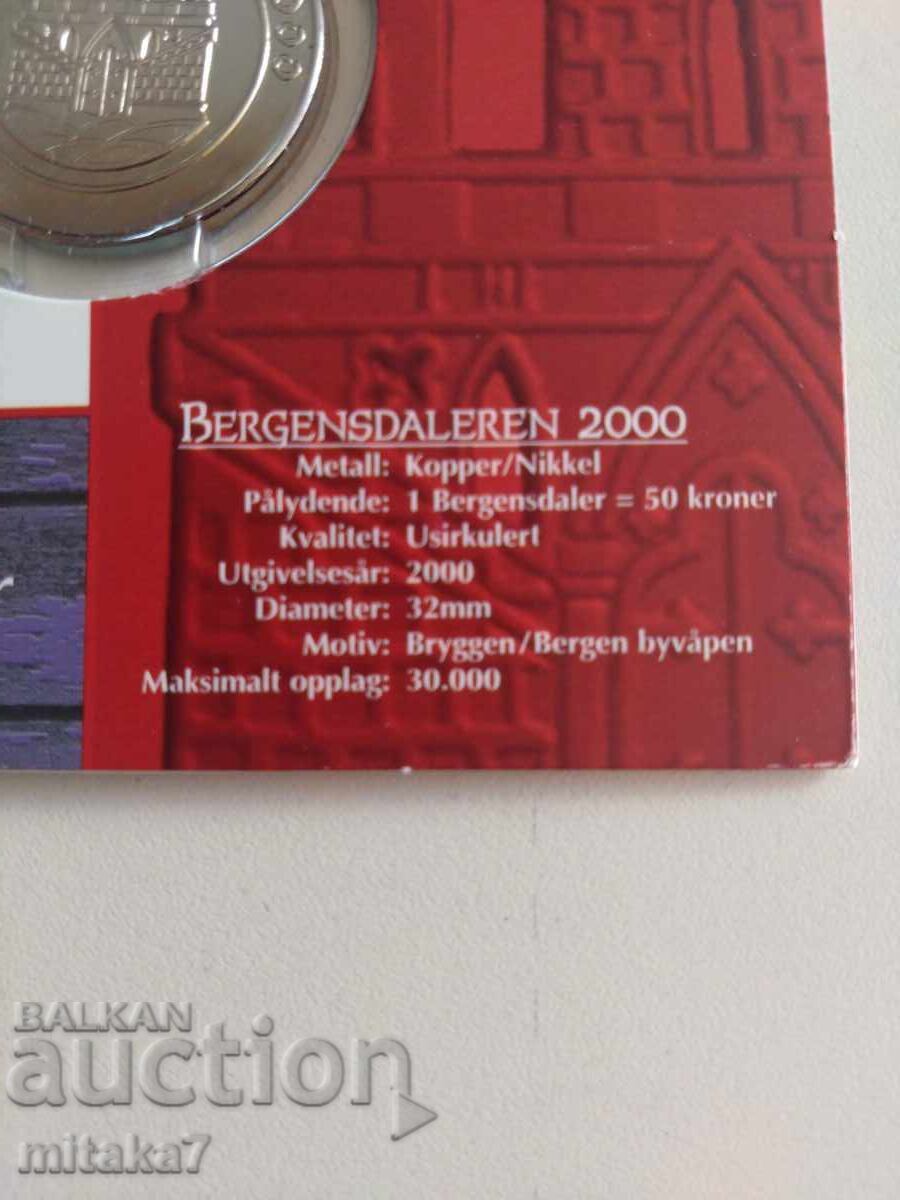 BERGENSDALEREN 2000
Metall: Kopper/Nikkel
Pålydende: 1 Bergensdaler = 50 kroner
Kvalitet: Usirkulert
Utgivelsesår: 2000
Diameter: 32mm
Motiv: Bryggen/Bergen byvåpen
Maksimalt opplag: 30.000
r
BALKAN
auction
mitaka7